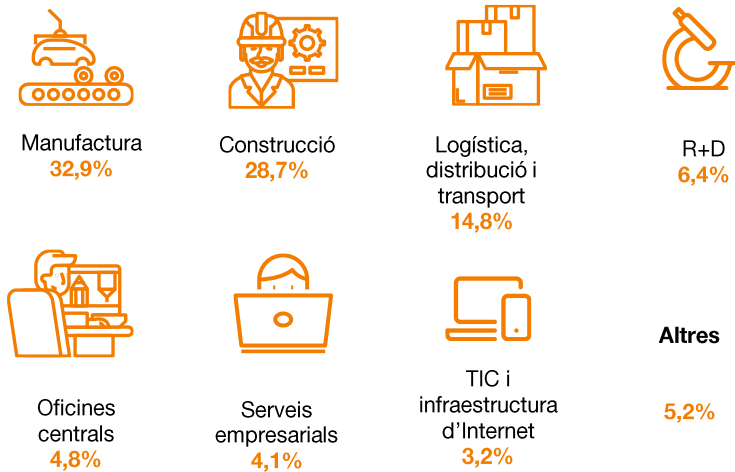 Manufactura
32,9%
Construcció
28,7%
Logística,
distribució i
transport
14,8%
R+D
6,4%
Oficines
centrals
4,8%
Serveis
empresarials
4,1%
TIC i
infraestructura
d’Internet
3,2%
Altres
5,2%